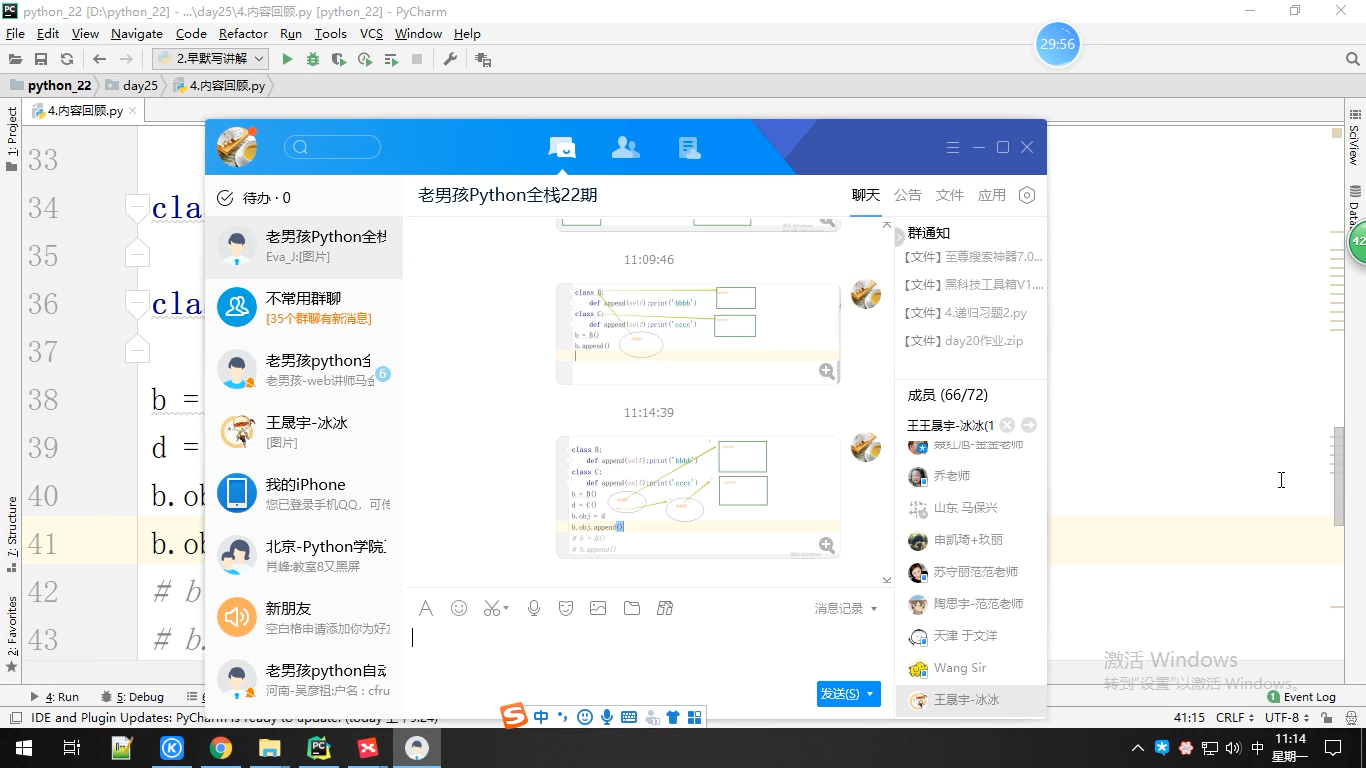 python_22 [D:\python_22] - ...\day25\4.内容回顾.py [python_22] - PyCharm
File Edit View Navigate Code Refactor Run Tools VCS Window Help
29:56
2.早默写讲解
python_22 day25 4.内容回顾.py
4.内容回顾.py
1: Project
SciView
Data
42
33
34 cla
35
36 cla
37
38 b =
39 d =
40 b.ob
41 b.ob
42 # b
43 # b.
7: Structure
2: Favorites
待办 · 0
老男孩Python全栈
Eva_J:[图片]
不常用群聊
[35个群聊有新消息]
老男孩python全
老男孩-web讲师马金
6
王晟宇-冰冰
[图片]
我的iPhone
您已登录手机QQ，可传
北京-Python学院
肖峰:教室8又黑屏
新朋友
空白格申请添加你为好友
老男孩python自动
河南-吴彦祖:户名：cfru
老男孩Python全栈22期
聊天 公告 文件 应用
11:09:46
class B:
def append(self):print('bbbb')
class C:
def append(self):print('cccc')
b = B()
b.append()
11:14:39
class B:
def append(self):print('bbbb')
class C:
def append(self):print('cccc')
b = B()
d = C()
b.obj = d
b.obj.append()
# b = B()
# b.append()
消息记录
发送(S)
群通知
【文件】至尊搜索神器7.0...
【文件】黑科技工具箱V1....
【文件】4.递归习题2.py
【文件】day20作业.zip
成员 (66/72)
王王晟宇-冰冰(1
聂红旭-金金老师
乔老师
山东 马保兴
申凯琦+玖丽
苏守丽范范老师
陶思宇-范范老师
天津 于文洋
Wang Sir
王晟宇-冰冰
激活 Windows
转到"设置"以激活 Windows。
4: Run 5: Debug 6
1 Event Log
IDE and Plugin Updates: PyCharm is ready to update. (today 上午 9:24)
中
41:15 CRLF UTF-8
中 11:14
星期一